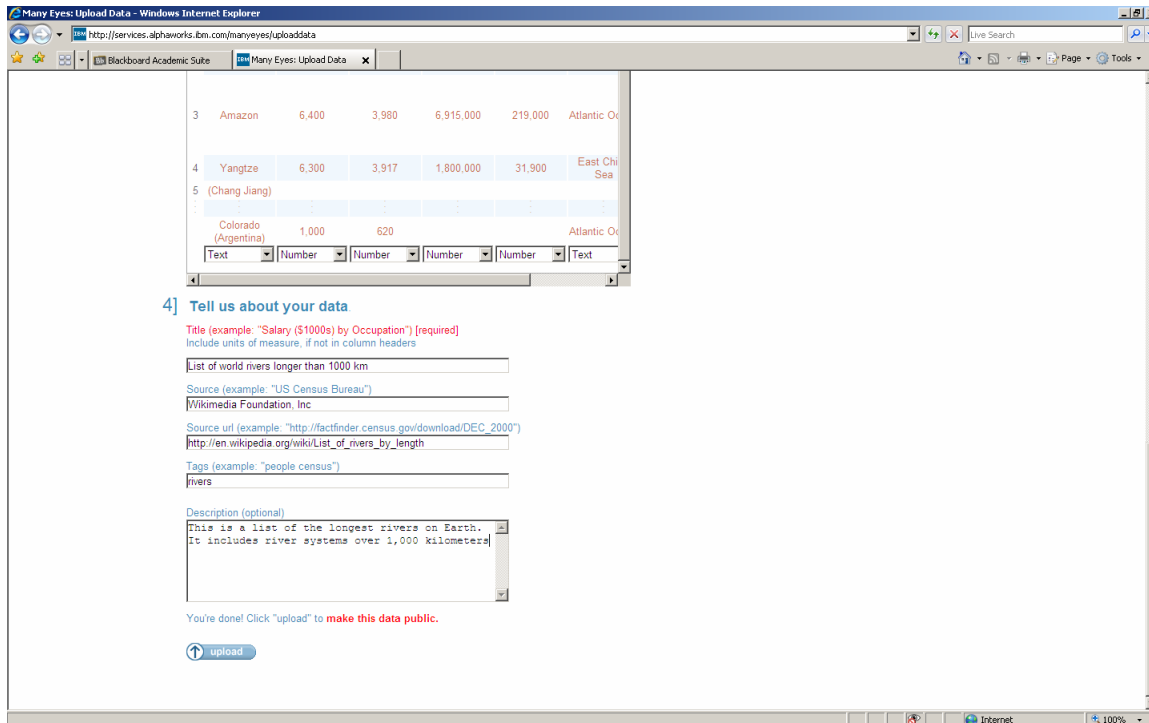 Many Eyes: Upload Data - Windows Internet Explorer
http://services.alphaworks.ibm.com/manyeyes/uploaddata
Live Search
Blackboard Academic Suite
IBM Many Eyes: Upload Data
Page
Tools
3 Amazon 6,400 3,980 6,915,000 219,000 Atlantic Oc
4 Yangtze 6,300 3,917 1,800,000 31,900 East Chi
Sea
5 (Chang Jiang)
Colorado
(Argentina) 1,000 620 Atlantic Oc
Text Number Number Number Number Text
4] Tell us about your data.
Title (example: "Salary ($1000s) by Occupation") [required]
Include units of measure, if not in column headers
List of world rivers longer than 1000 km
Source (example: "US Census Bureau")
Wikimedia Foundation, Inc
Source url (example: "http://factfinder.census.gov/download/DEC_2000")
http://en.wikipedia.org/wiki/List_of_rivers_by_length
Tags (example: "people census")
rivers
Description (optional)
This is a list of the longest rivers on Earth.
It includes river systems over 1,000 kilometers
You're done! Click "upload" to make this data public.
upload
Internet 100%